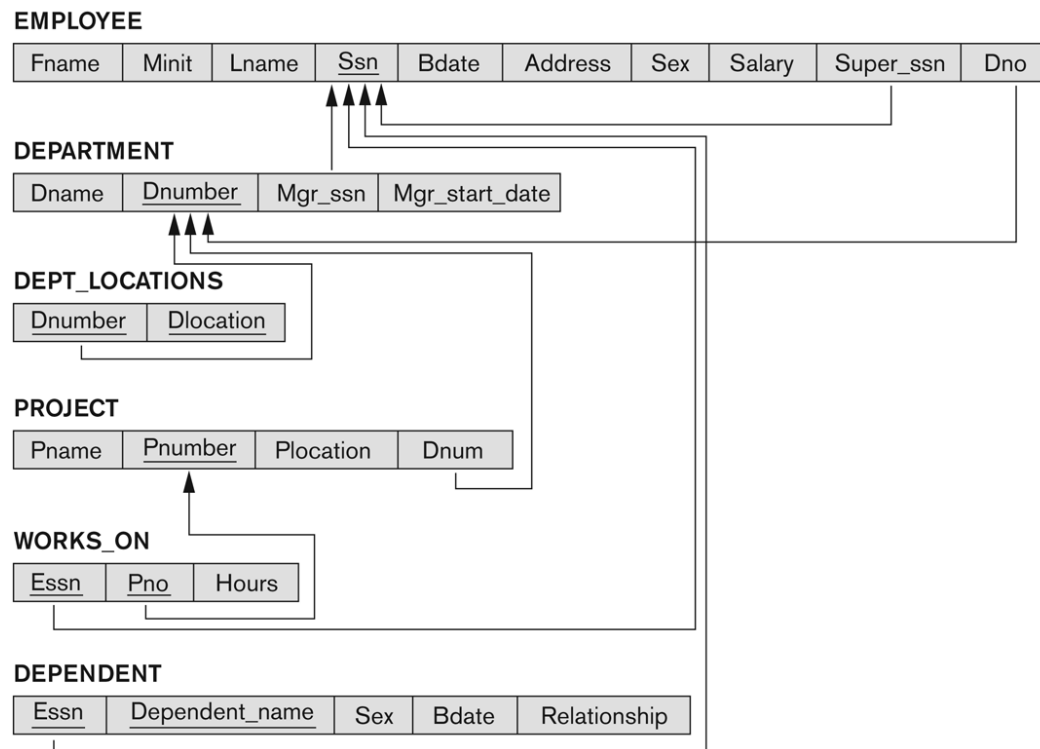 EMPLOYEE
Fname Minit Lname Ssn Bdate Address Sex Salary Super_ssn Dno
DEPARTMENT
Dname Dnumber Mgr_ssn Mgr_start_date
DEPT_LOCATIONS
Dnumber Dlocation
PROJECT
Pname Pnumber Plocation Dnum
WORKS_ON
Essn Pno Hours
DEPENDENT
Essn Dependent_name Sex Bdate Relationship